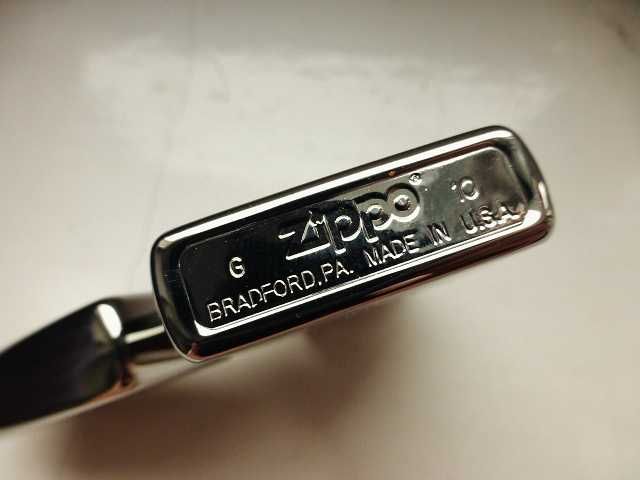 G Zippo® 10
BRADFORD,PA. MADE IN U.S.A.